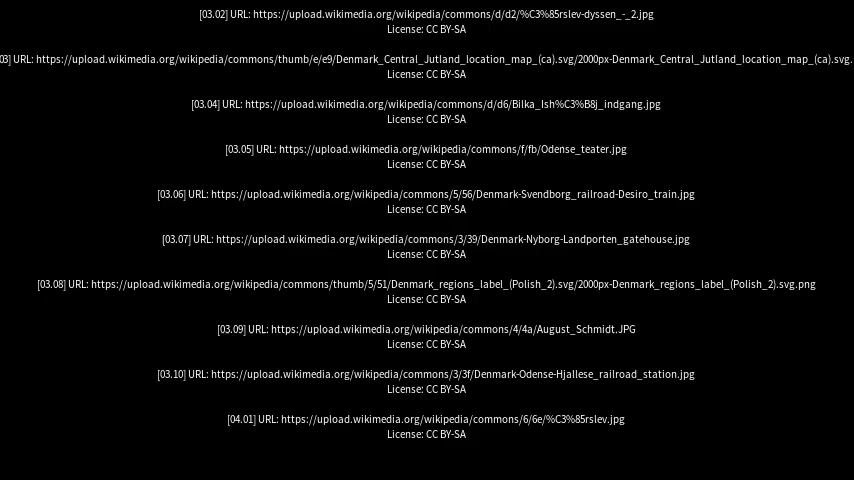 [03.02] URL: https://upload.wikimedia.org/wikipedia/commons/d/d2/%C3%85rslev-dyssen_-_2.jpg
License: CC BY-SA
03] URL: https://upload.wikimedia.org/wikipedia/commons/thumb/e/e9/Denmark_Central_Jutland_location_map_(ca).svg/2000px-Denmark_Central_Jutland_location_map_(ca).svg.
License: CC BY-SA
[03.04] URL: https://upload.wikimedia.org/wikipedia/commons/d/d6/Bilka_Ish%C3%B8j_indgang.jpg
License: CC BY-SA
[03.05] URL: https://upload.wikimedia.org/wikipedia/commons/f/fb/Odense_teater.jpg
License: CC BY-SA
[03.06] URL: https://upload.wikimedia.org/wikipedia/commons/5/56/Denmark-Svendborg_railroad-Desiro_train.jpg
License: CC BY-SA
[03.07] URL: https://upload.wikimedia.org/wikipedia/commons/3/39/Denmark-Nyborg-Landporten_gatehouse.jpg
License: CC BY-SA
[03.08] URL: https://upload.wikimedia.org/wikipedia/commons/thumb/5/51/Denmark_regions_label_(Polish_2).svg/2000px-Denmark_regions_label_(Polish_2).svg.png
License: CC BY-SA
[03.09] URL: https://upload.wikimedia.org/wikipedia/commons/4/4a/August_Schmidt.JPG
License: CC BY-SA
[03.10] URL: https://upload.wikimedia.org/wikipedia/commons/3/3f/Denmark-Odense-Hjallese_railroad_station.jpg
License: CC BY-SA
[04.01] URL: https://upload.wikimedia.org/wikipedia/commons/6/6e/%C3%85rslev.jpg
License: CC BY-SA